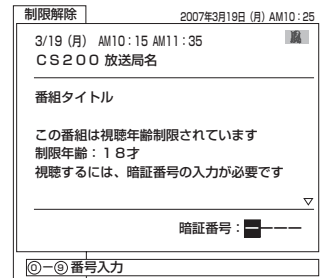 制限解除
2007年3月19日（月）AM10：25
3/19（月） AM10：15 AM11：35
CS200 放送局名
番組タイトル
この番組は視聴年齢制限されています
制限年齢：18才
視聴するには、暗証番号の入力が必要です
暗証番号：----
⓪－⑨番号入力